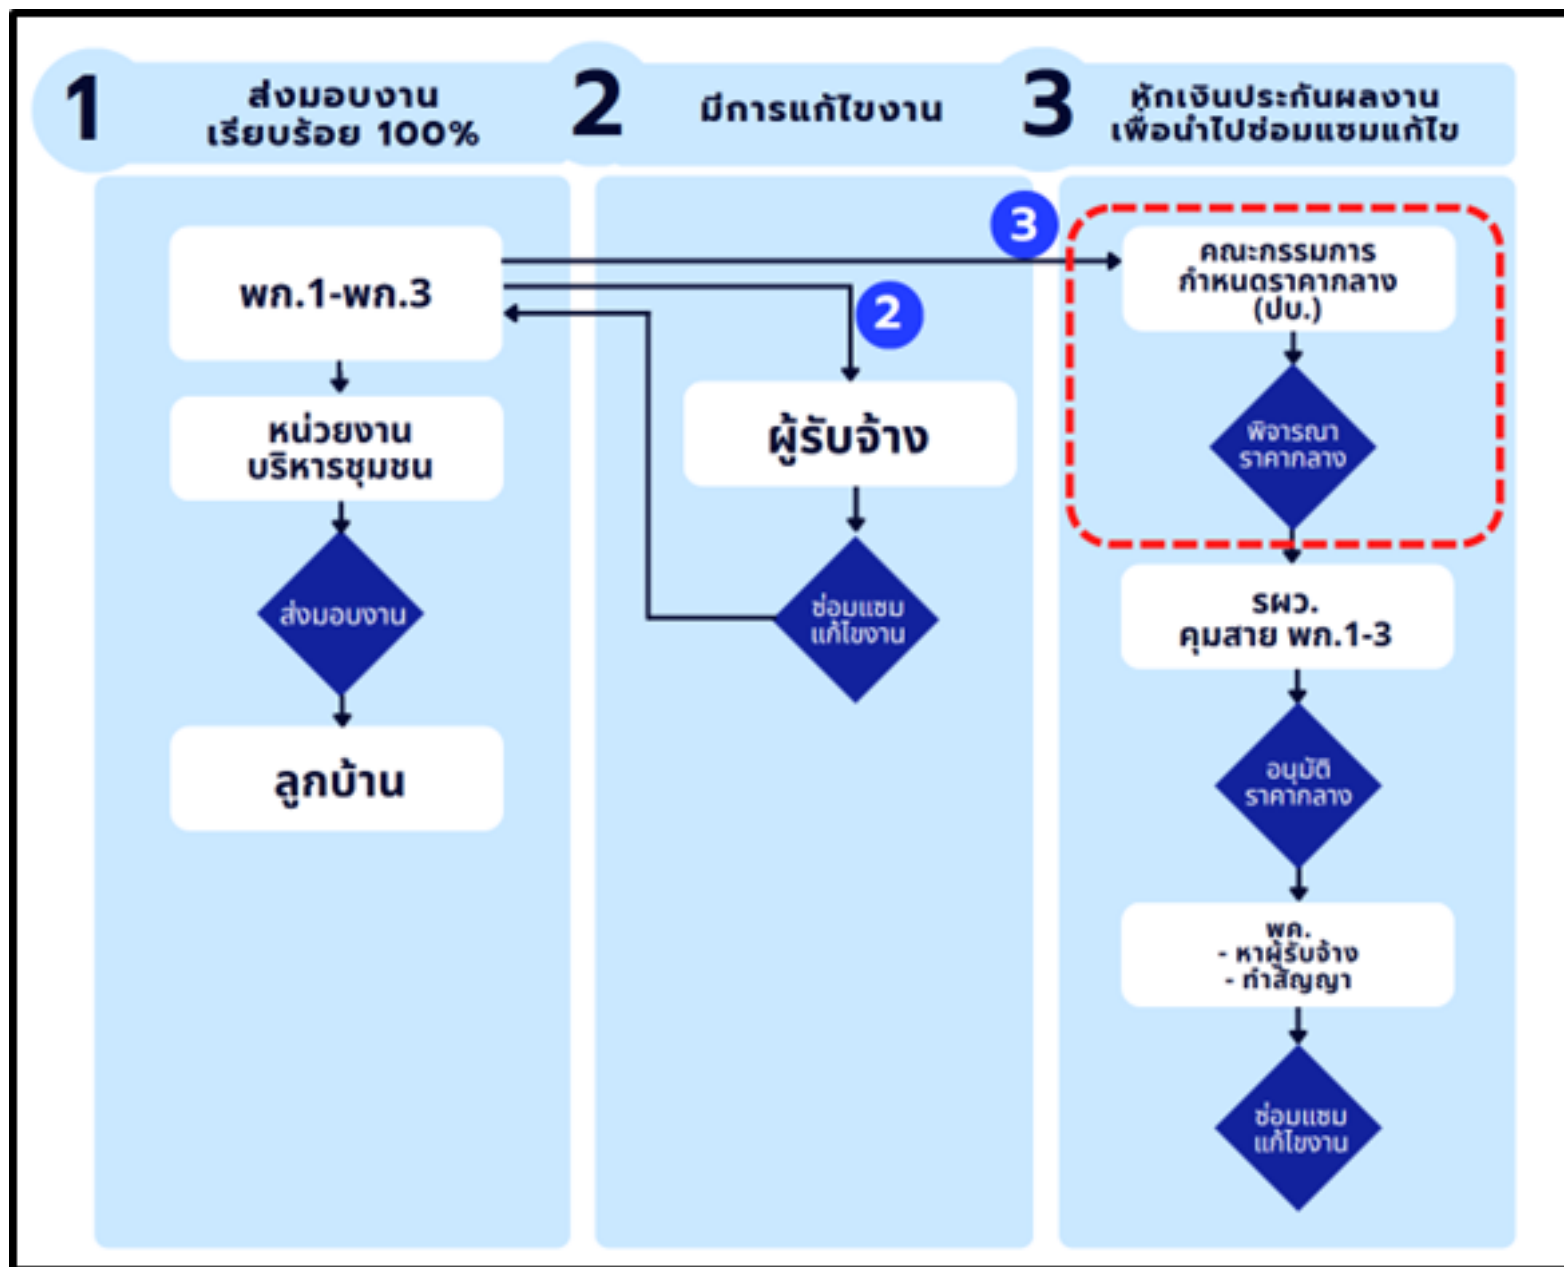 1
ส่งมอบงาน
เรียบร้อย 100%
2
มีการแก้ไขงาน
3
หักเงินประกันผลงาน
เพื่อนำไปซ่อมแซมแก้ไข
พก.1-พก.3
หน่วยงาน
บริหารชุมชน
ส่งมอบงาน
ลูกบ้าน
2
ผู้รับจ้าง
ซ่อมแซม
แก้ไขงาน
3
คณะกรรมการ
กำหนดราคากลาง
(ปบ.)
พิจารณา
ราคากลาง
รผว.
คุมสาย พก.1-3
อนุมัติ
ราคากลาง
พค.
- หาผู้รับจ้าง
- ทำสัญญา
ซ่อมแซม
แก้ไขงาน